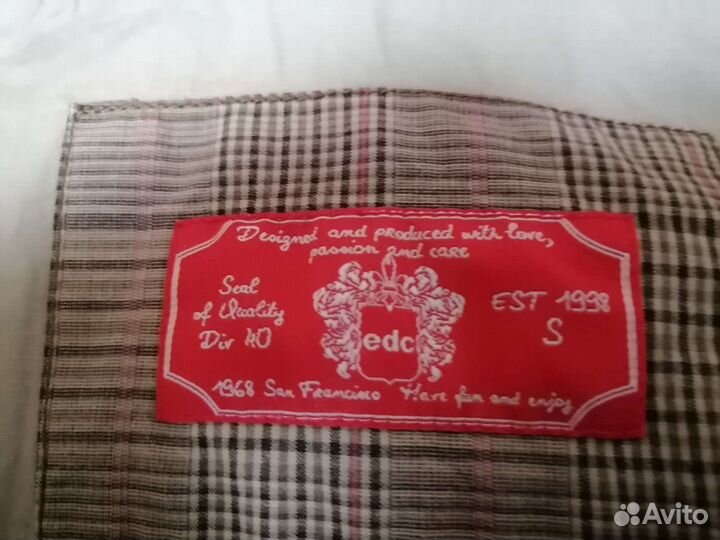 Designed and produced with love,
passion and care
Seal
of Quality
Div 40
edc
EST 1998
S
1968 San Francisco Have fun and enjoy
Avito